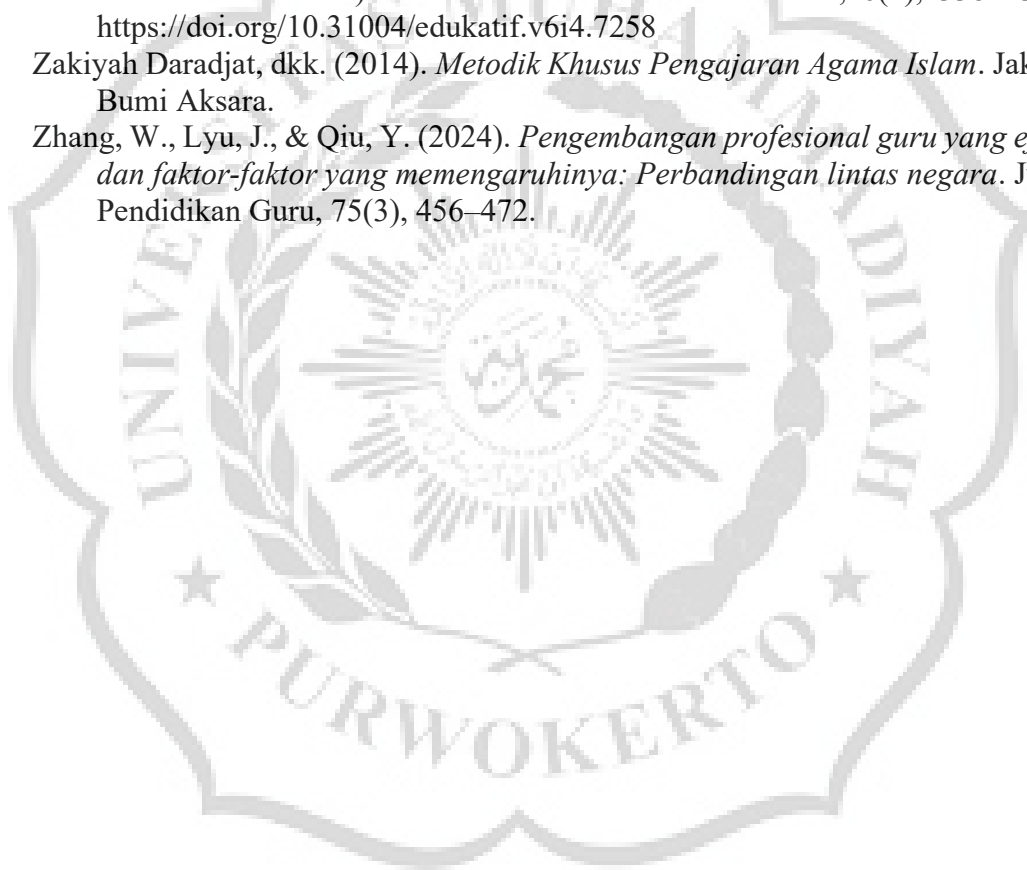 https://doi.org/10.31004/edukatif.v6i4.7258
Zakiyah Daradjat, dkk. (2014). Metodik Khusus Pengajaran Agama Islam. Jak
Bumi Aksara.
Zhang, W., Lyu, J., & Qiu, Y. (2024). Pengembangan profesional guru yang e
dan faktor-faktor yang memengaruhinya: Perbandingan lintas negara. J
Pendidikan Guru, 75(3), 456–472.
UNIVERSITAS MUHAMMADIYAH
PURWOKERTO